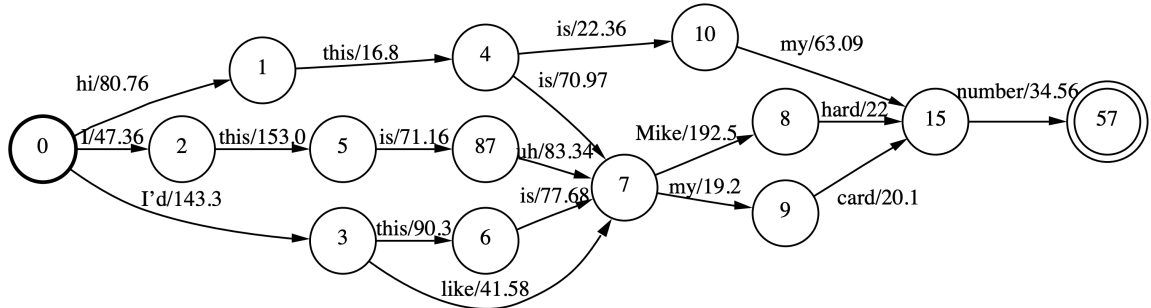 is/22.36
10
my/63.09
this/16.8
4
1
hi/80.76
is/70.97
number/34.56
hard/22
8
15
57
0
I/47.36
2
this/153.0
5
is/71.16
87
uh/83.34
Mike/192.5
7
my/19.2
9
card/20.1
I'd/143.3
is/77.68
3
this/90.3
6
like/41.58